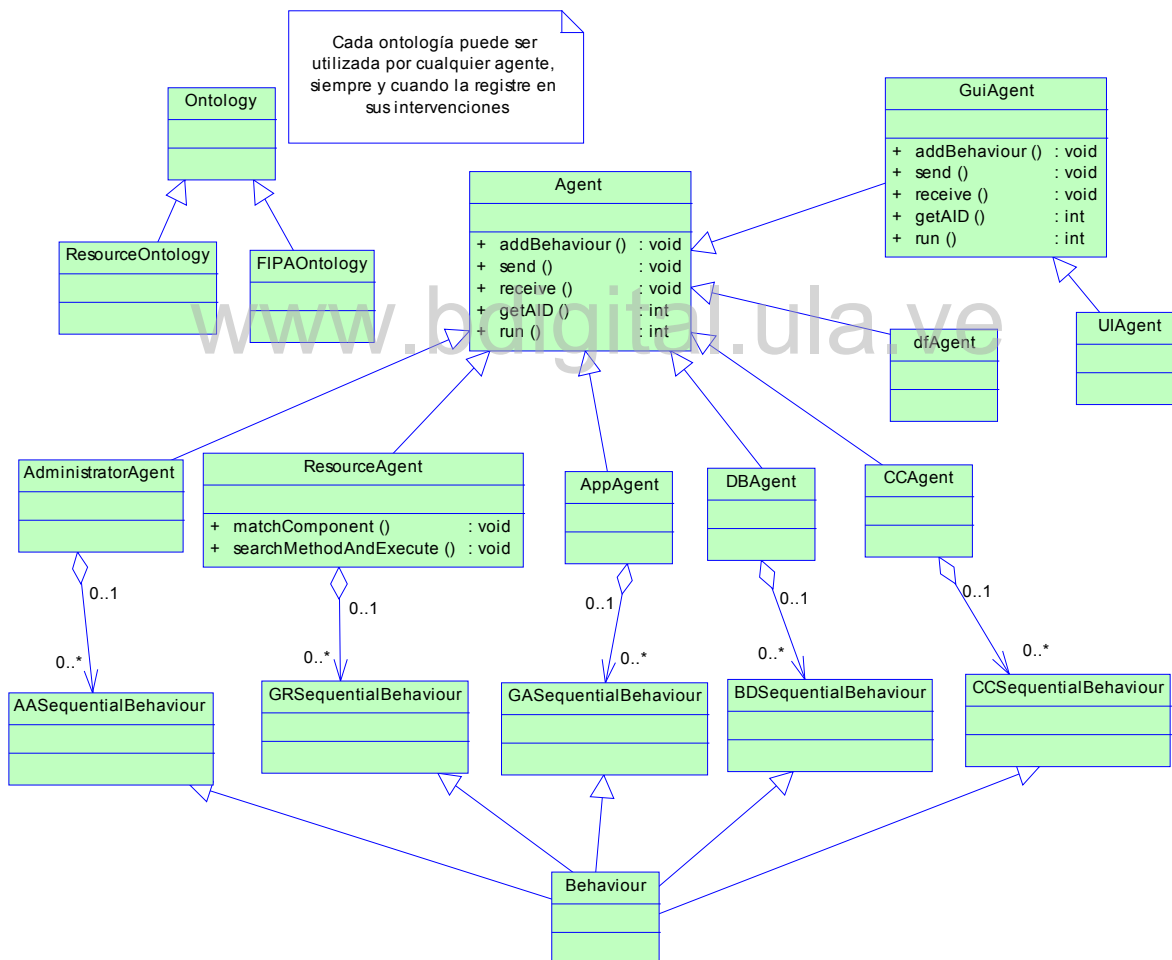 Cada ontología puede ser
utilizada por cualquier agente,
siempre y cuando la registre en
sus intervenciones
Ontology
GuiAgent
+ addBehaviour () : void
+ send () : void
+ receive () : void
+ getAID () : int
+ run () : int
Agent
+ addBehaviour () : void
+ send () : void
+ receive () : void
+ getAID () : int
+ run () : int
ResourceOntology
FIPAOntology
www.bdigital.ula.ve
UIAgent
dfAgent
AdministratorAgent
ResourceAgent
+ matchComponent () : void
+ searchMethodAndExecute () : void
AppAgent
DBAgent
CCAgent
0..1
0..1
0..1
0..1
0..1
0..*
0..*
0..*
0..*
0..*
AASequentialBehaviour
GRSequentialBehaviour
GASequentialBehaviour
BDSequentialBehaviour
CCSequentialBehaviour
Behaviour